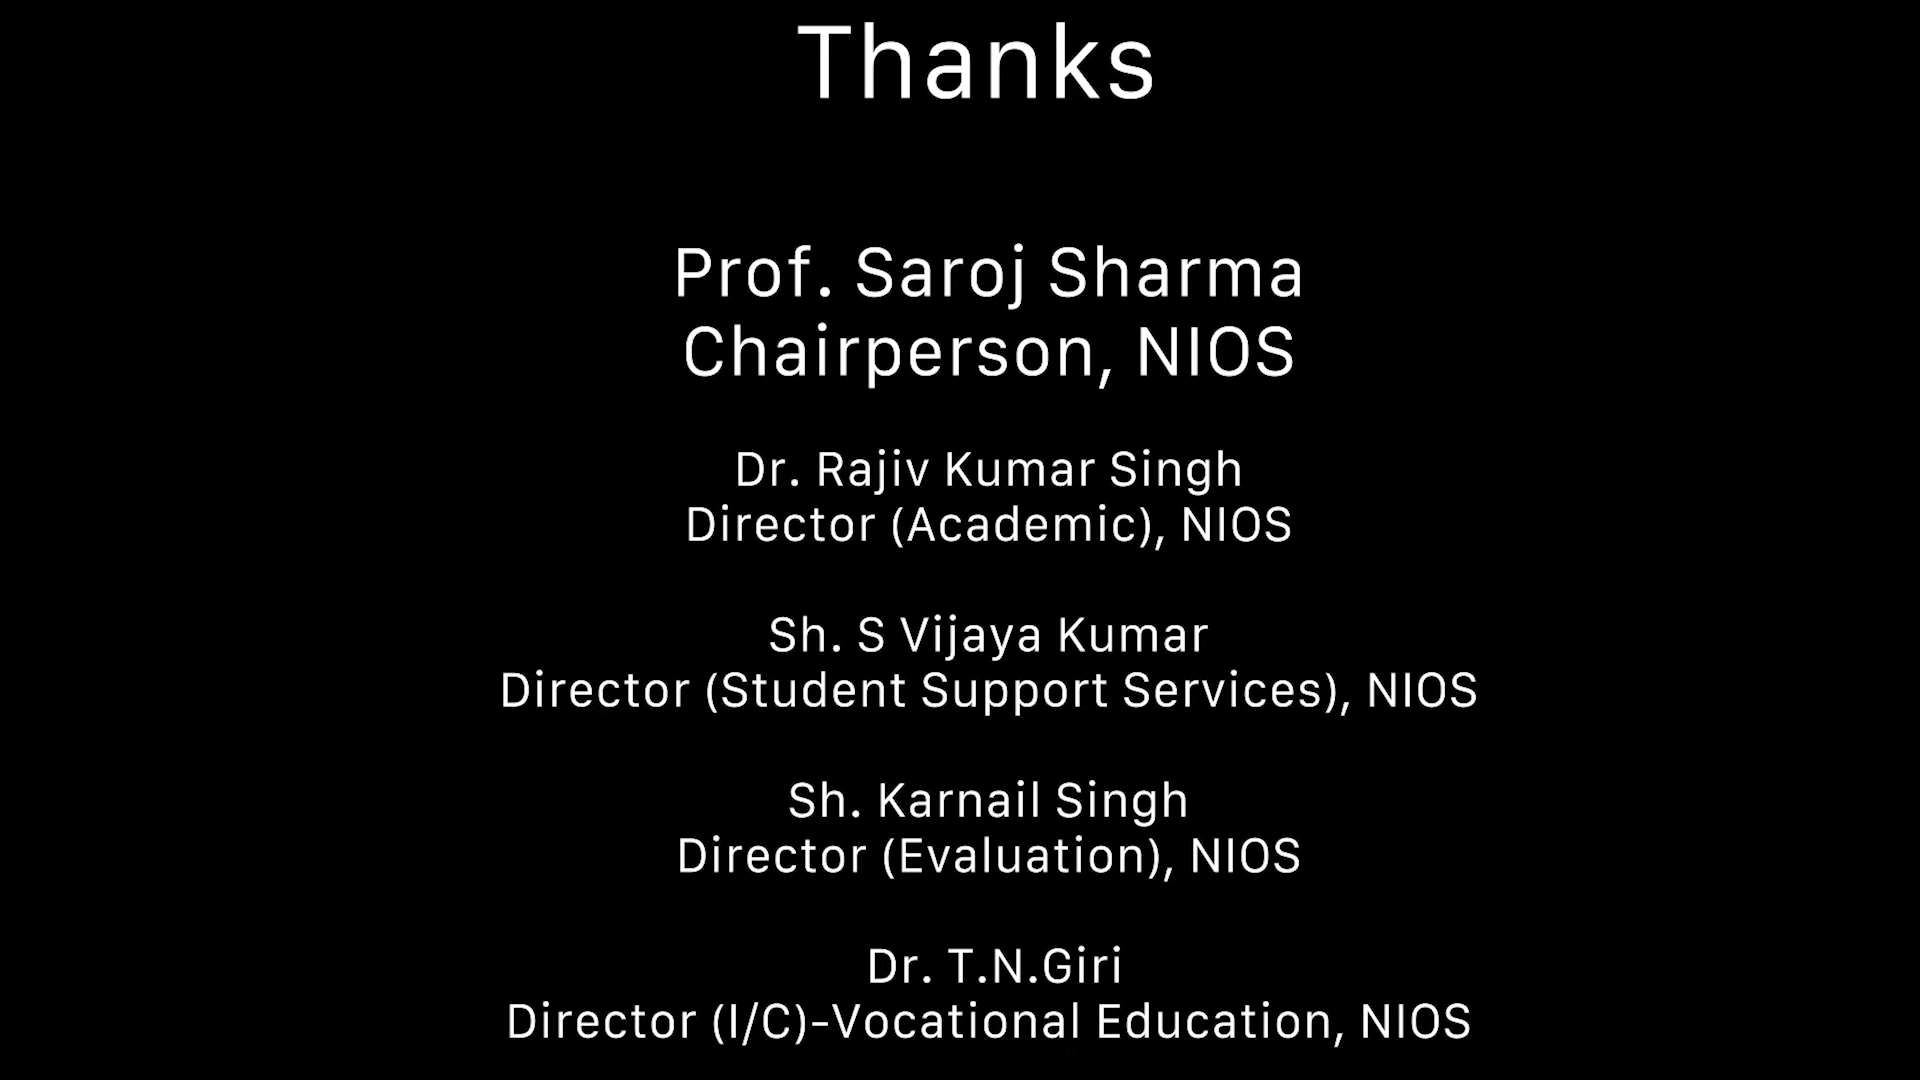 Thanks
Prof. Saroj Sharma
Chairperson, NIOS
Dr. Rajiv Kumar Singh
Director (Academic), NIOS
Sh. S Vijaya Kumar
Director (Student Support Services), NIOS
Sh. Karnail Singh
Director (Evaluation), NIOS
Dr. T.N.Giri
Director (I/C)-Vocational Education, NIOS